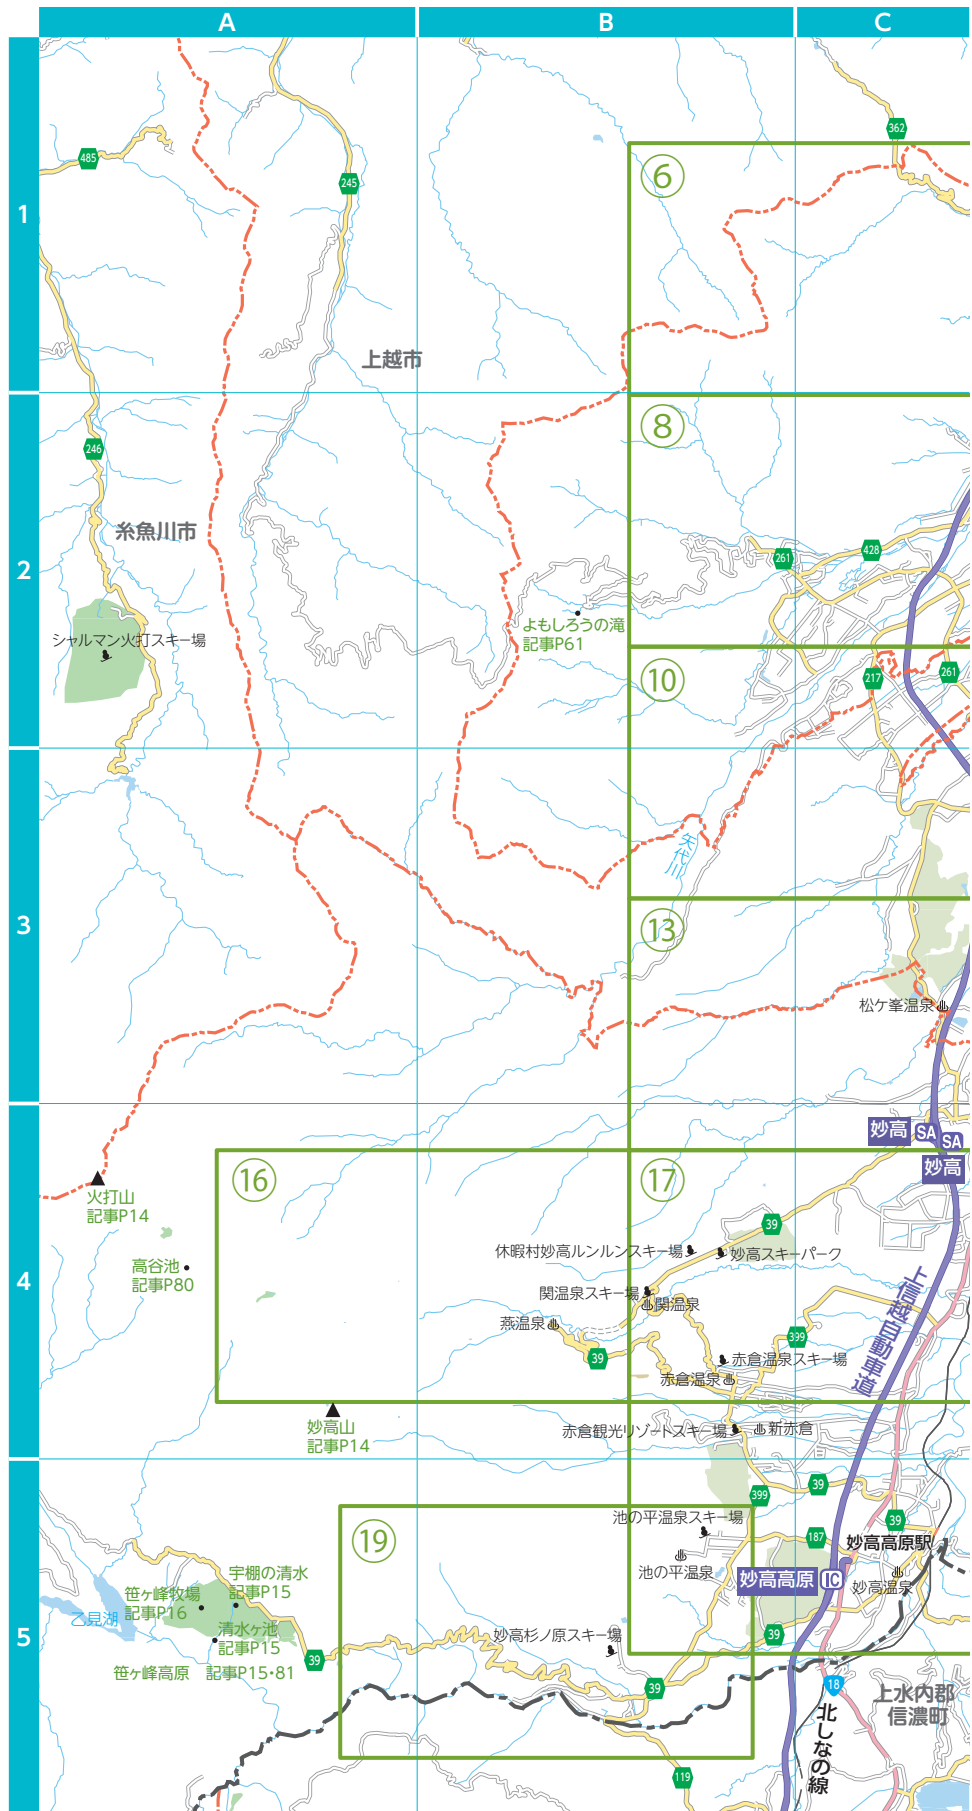 A
B
C
1
2
3
4
5
485
245
362
⑥
上越市
246
糸魚川市
⑧
261
428
よもしろうの滝
記事P61
シャルマン火打スキー場
⑩
217
261
矢代川
⑬
松ケ峯温泉
妙高 SA
SA
妙高
⑯
⑰
火打山
記事P14
高谷池
記事P80
39
休暇村妙高ルンルンスキー場
妙高スキーパーク
関温泉スキー場
関温泉
燕温泉
39
399
上信越自動車道
赤倉温泉スキー場
赤倉温泉
妙高山
記事P14
赤倉観光リゾートスキー場
新赤倉
399
39
39
⑲
池の平温泉スキー場
187
妙高高原駅
池の平温泉
妙高高原 IC
妙高温泉
宇棚の清水
記事P15
笹ヶ峰牧場
記事P16
乙見湖
清水ヶ池
記事P15
笹ヶ峰高原 記事P15・81
39
妙高杉ノ原スキー場
39
39
18
上水内郡
信濃町
北しなの線
119